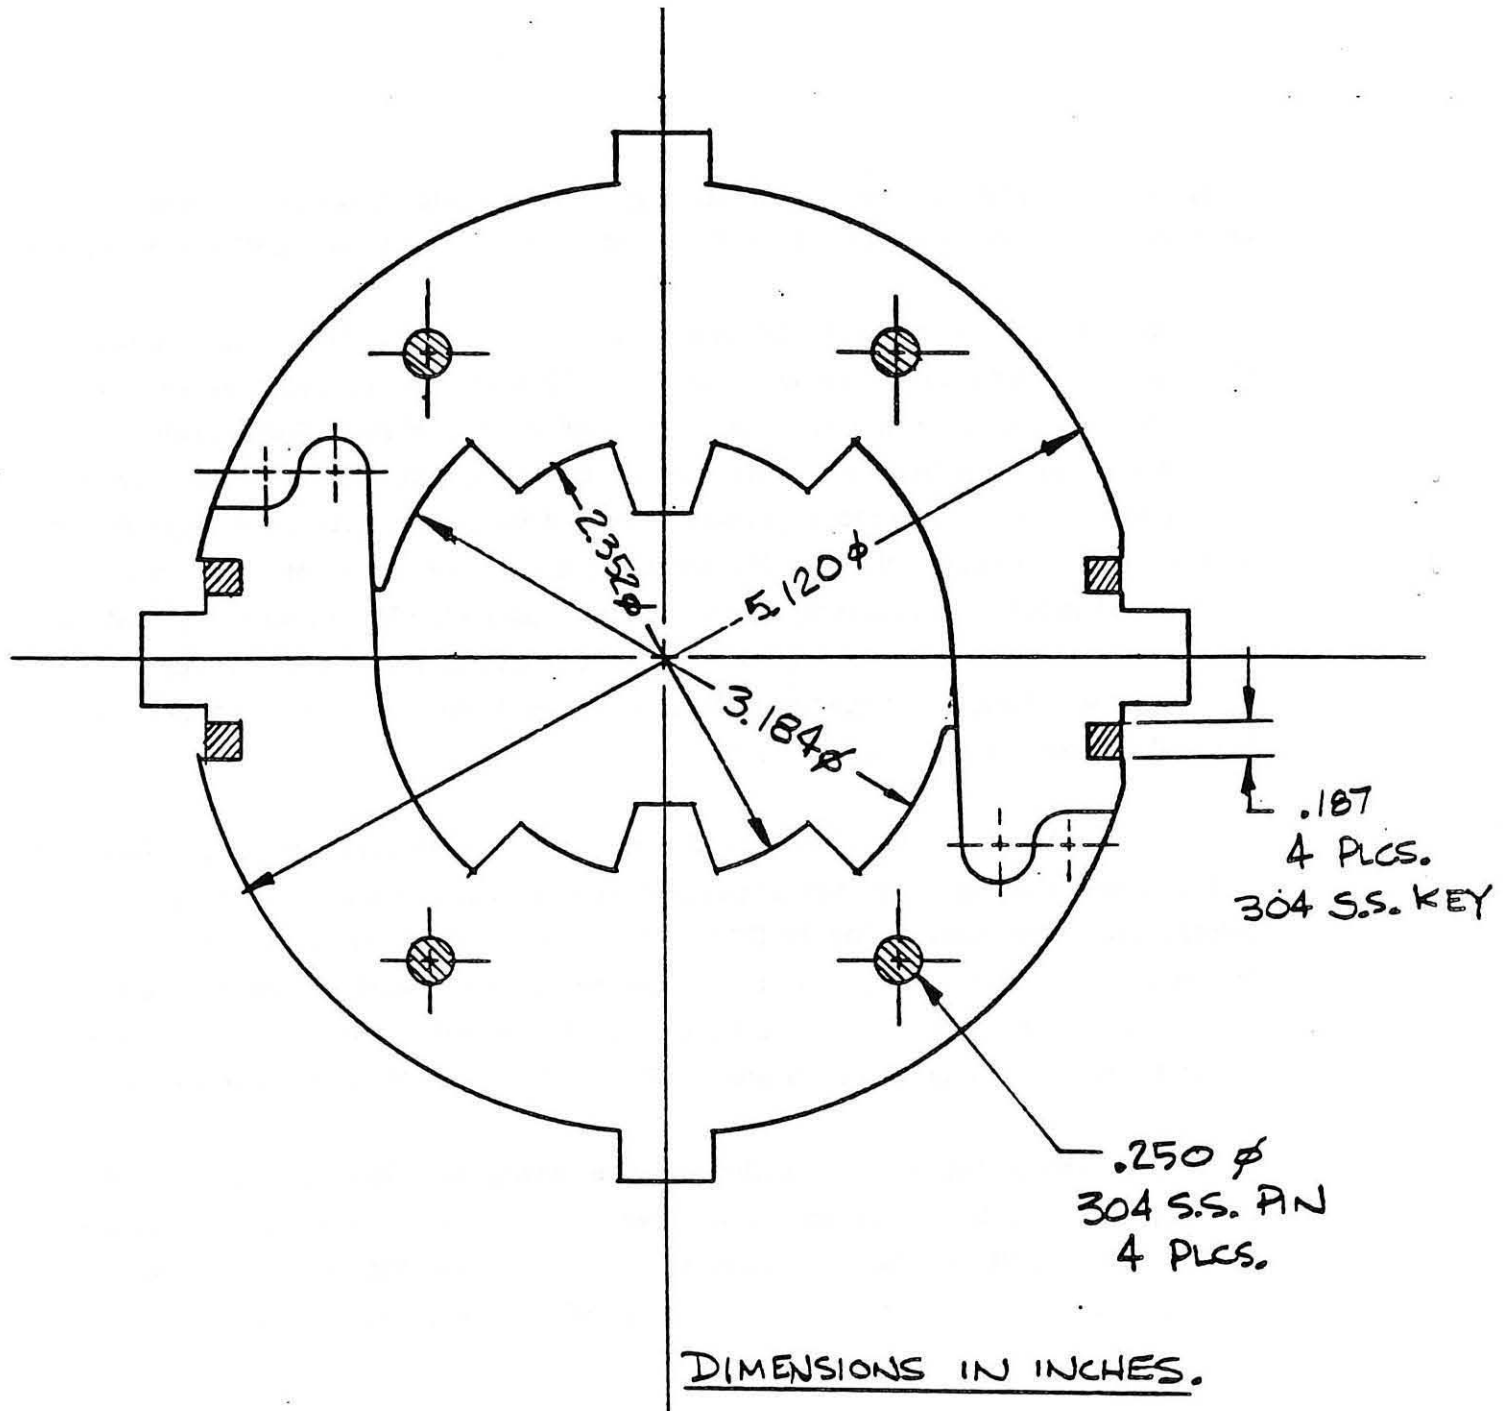 2.352ϕ
5.120ϕ
3.184ϕ
.187
4 PLCS.
304 S.S. KEY
.250 ϕ
304 S.S. PIN
4 PLCS.
DIMENSIONS IN INCHES.